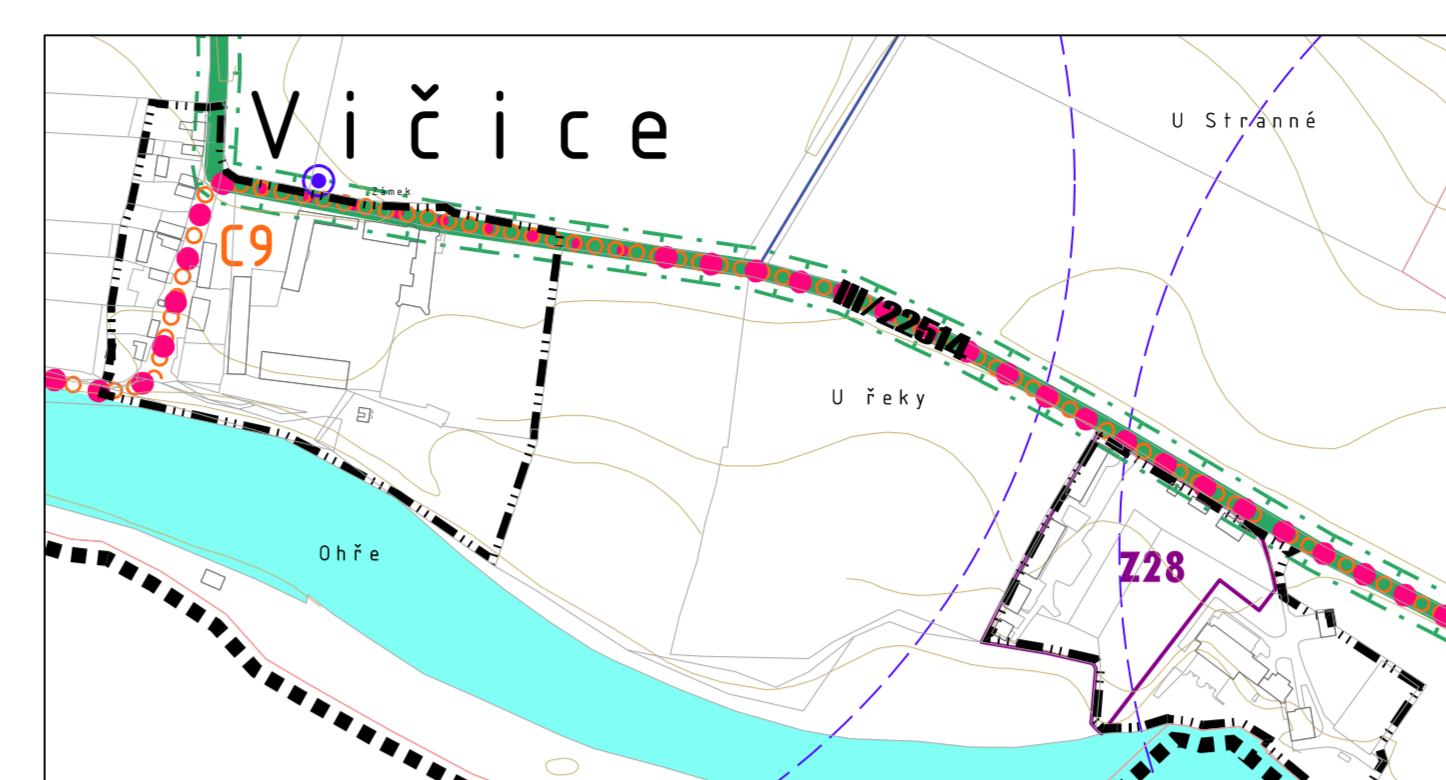 Vičice
U Stranné
Zámek
C9
III/22514
U řeky
Ohře
Z28